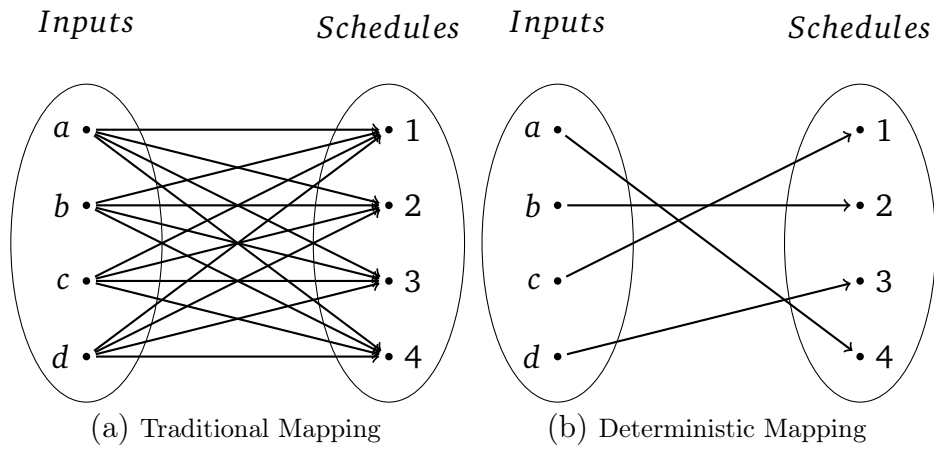 Inputs Schedules Inputs Schedules
a 1 a 1
b 2 b 2
c 3 c 3
d 4 d 4
(a) Traditional Mapping (b) Deterministic Mapping